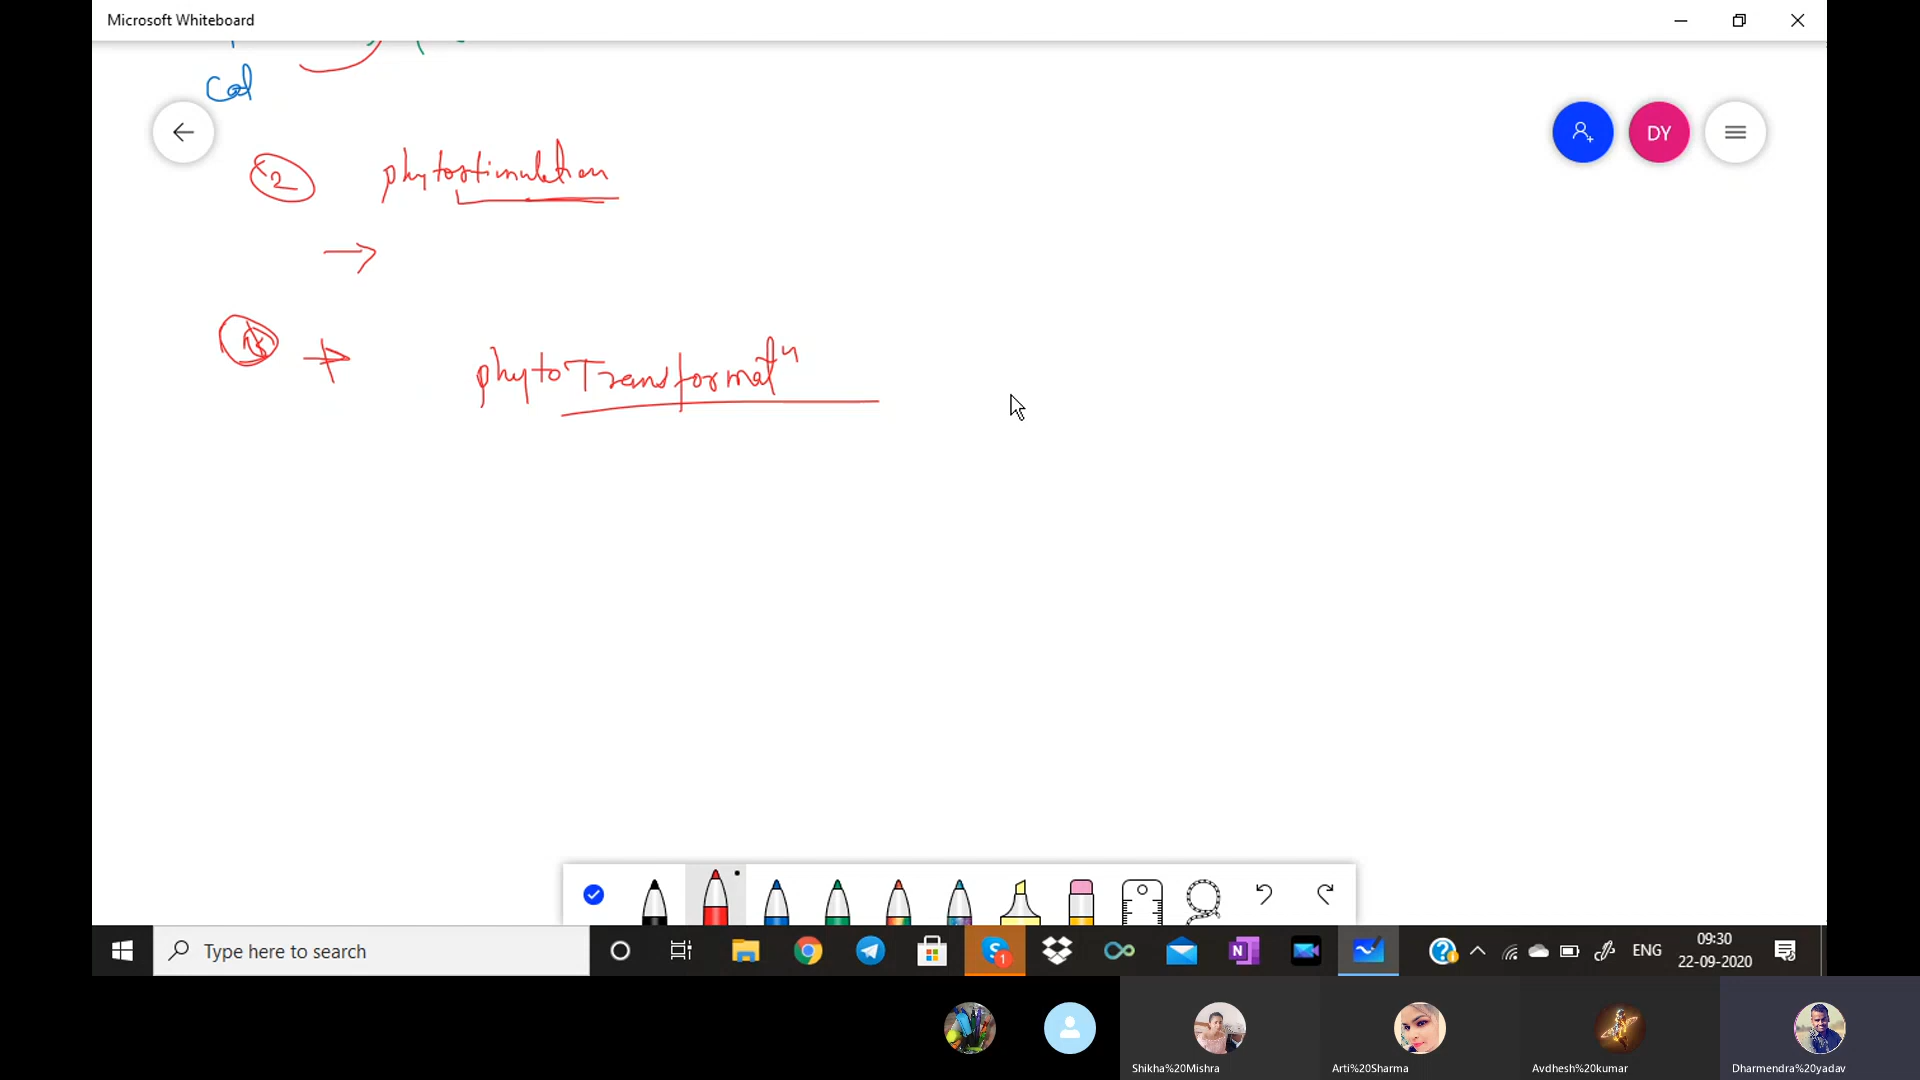 Microsoft Whiteboard
Cd
DY
2 phytostimulation
→
→ phytoTransformatⁿ
Type here to search
1
ENG
09:30
22-09-2020
Shikha%20Mishra
Arti%20Sharma
Avdhesh%20kumar
Dharmendra%20yadav